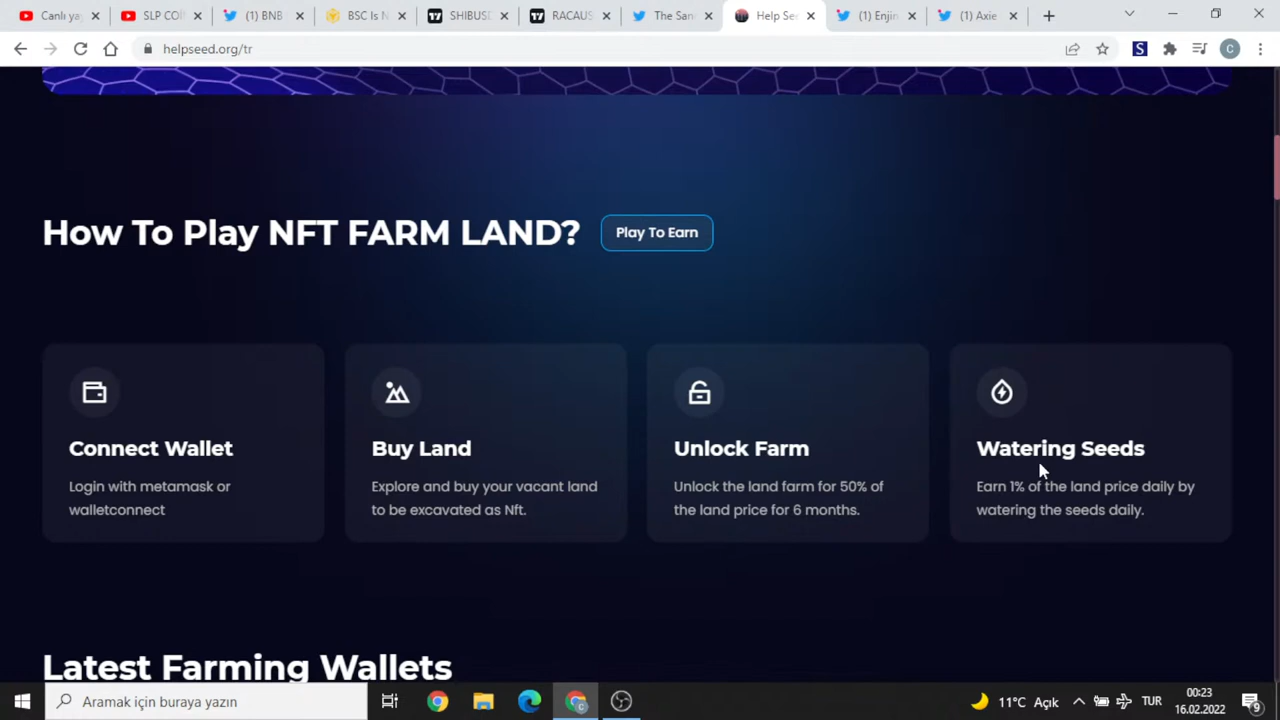 Canlı ya
SLP COI
(1) BNB
BSC Is N
SHIBUS
RACAUS
The San
Help See
(1) Enjin
(1) Axie
helpseed.org/tr
S
C
How To Play NFT FARM LAND?
Play To Earn
Connect Wallet
Login with metamask or
walletconnect
Buy Land
Explore and buy your vacant land
to be excavated as Nft.
Unlock Farm
Unlock the land farm for 50% of
the land price for 6 months.
Watering Seeds
Earn 1% of the land price daily by
watering the seeds daily.
Latest Farming Wallets
Aramak için buraya yazın
11°C Açık
TUR
00:23
16.02.2022
9